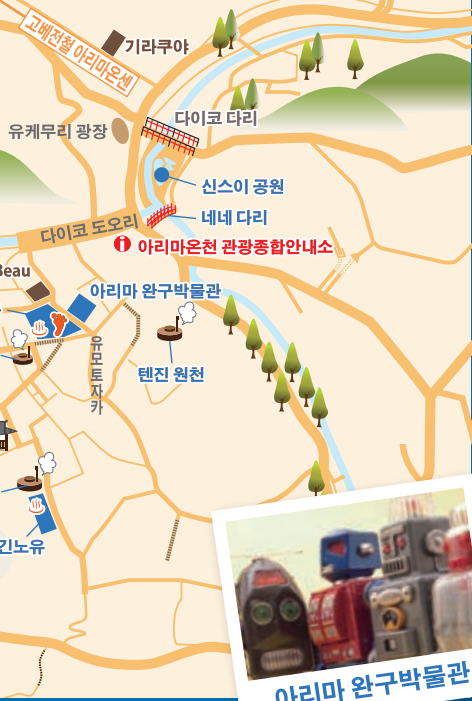 고베전철 아리마온센
기라쿠야
다이코 다리
유케무리 광장
신스이 공원
네네 다리
다이코 도오리
아리마온천 관광종합안내소
Beau
아리마 완구박물관
유모토자카
텐진 원천
긴노유
아리마 완구박물관